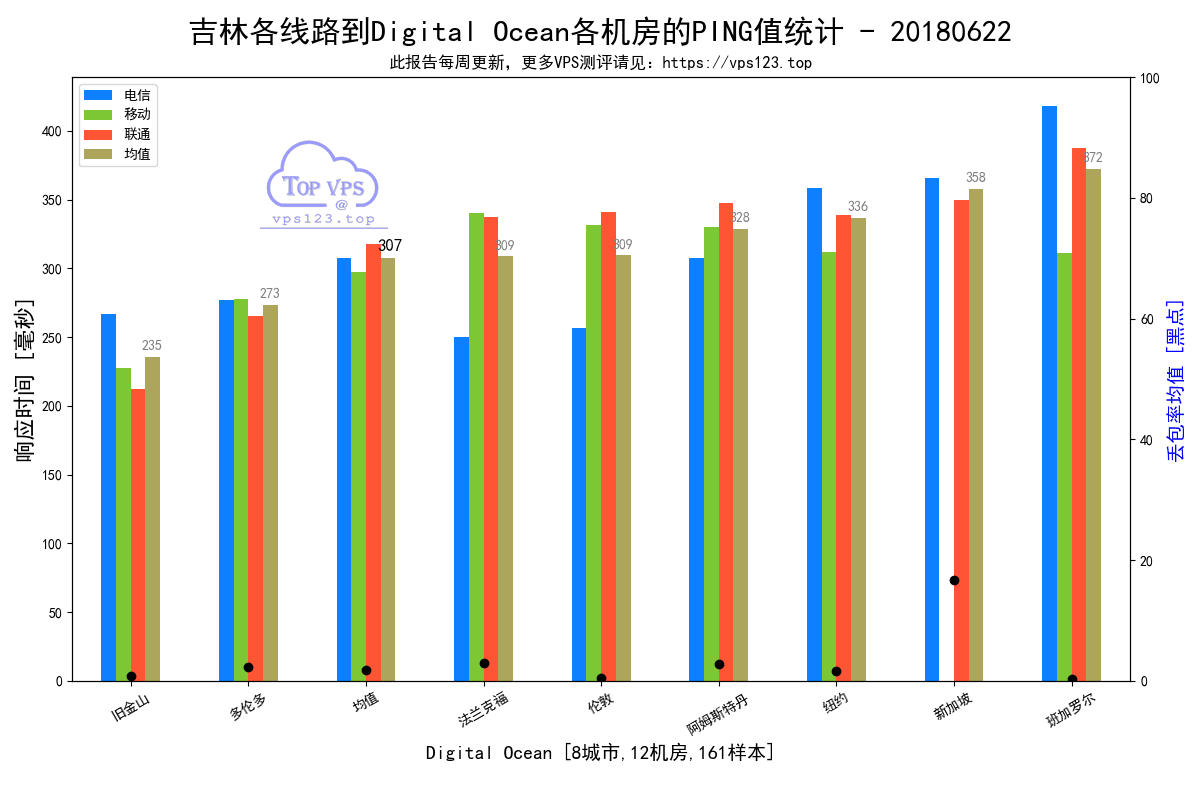 吉林各线路到Digital Ocean各机房的PING值统计 - 20180622
此报告每周更新，更多VPS测评请见：https://vps123.top
电信
移动
联通
均值
TOP VPS
@
vps123.top
响应时间 [毫秒]
400
350
300
250
200
150
100
50
0
235
273
307
309
309
328
336
358
372
100
80
60
40
20
0
丢包率均值 [黑点]
旧金山
多伦多
均值
法兰克福
伦敦
阿姆斯特丹
纽约
新加坡
班加罗尔
Digital Ocean [8城市,12机房,161样本]